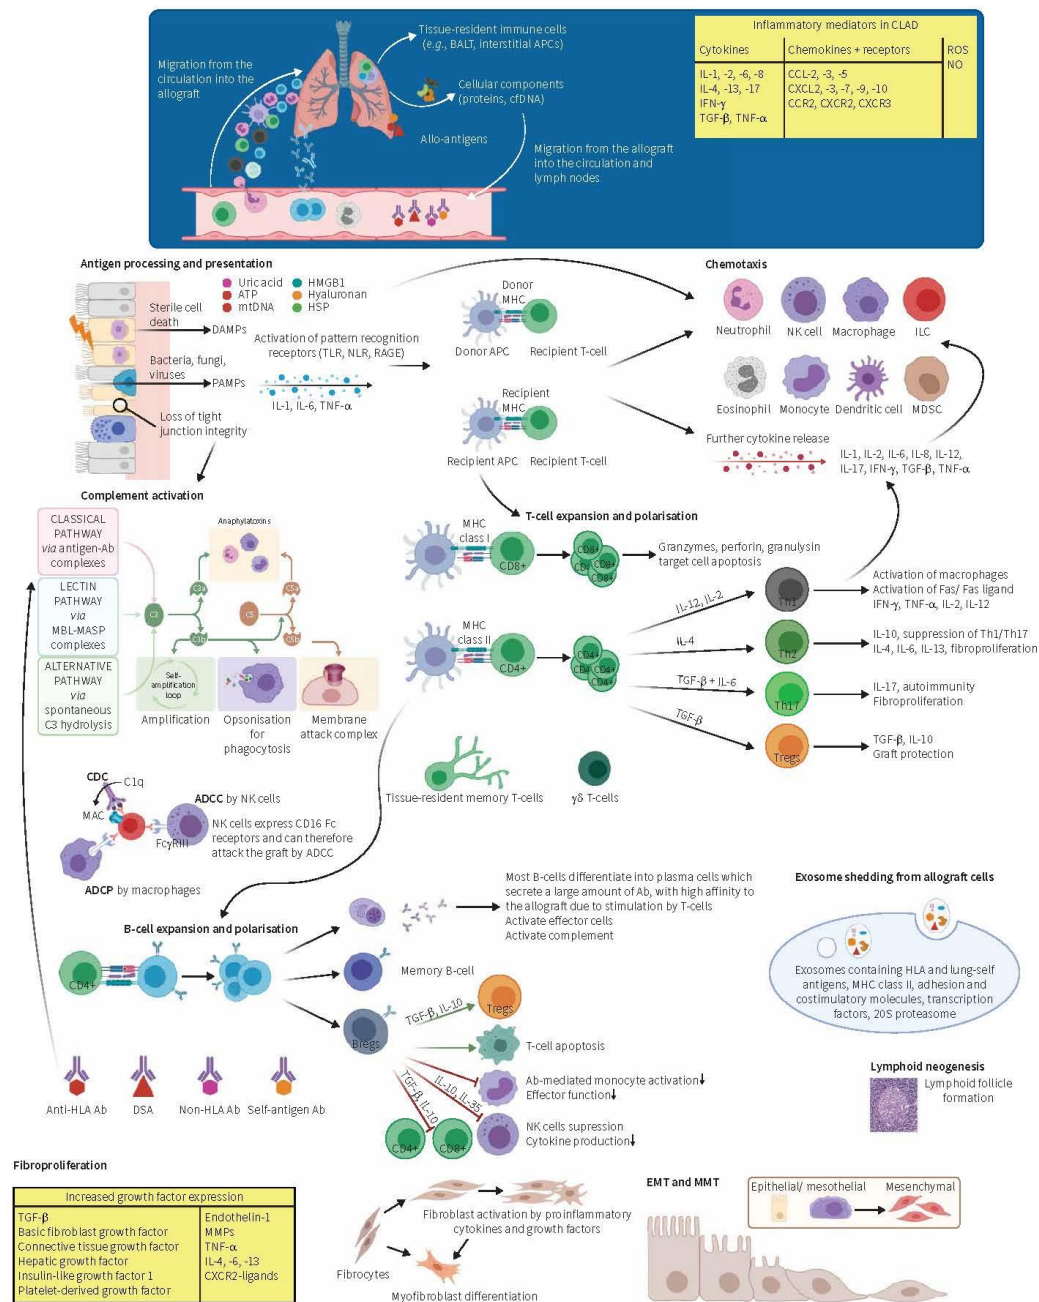 Tissue-resident immune cells
(e.g., BALT, interstitial APCs)
Migration from the
circulation into the
allograft
Cellular components
(proteins, cfDNA)
Allo-antigens
Migration from the allograft
into the circulation and
lymph nodes
Inflammatory mediators in CLAD
Cytokines
IL-1, -2, -6, -8
IL-4, -13, -17
IFN-γ
TGF-β, TNF-α
Chemokines + receptors
CCL-2, -3, -5
CXCL2, -3, -7, -9, -10
CCR2, CXCR2, CXCR3
ROS
NO
Antigen processing and presentation
Uric acid
ATP
mtDNA
HMGB1
Hyaluronan
HSP
Sterile cell
death
DAMPs
Bacteria, fungi,
viruses
PAMPs
Loss of tight
junction integrity
Activation of pattern recognition
receptors (TLR, NLR, RAGE)
IL-1, IL-6, TNF-α
Donor
MHC
Donor APC
Recipient T-cell
Recipient
MHC
Recipient APC
Recipient T-cell
Chemotaxis
Neutrophil
NK cell
Macrophage
ILC
Eosinophil
Monocyte
Dendritic cell
MDSC
Further cytokine release
IL-1, IL-2, IL-6, IL-8, IL-12,
IL-17, IFN-γ, TGF-β, TNF-α
Complement activation
CLASSICAL
PATHWAY
via antigen-Ab
complexes
LECTIN
PATHWAY
via
MBL-MASP
complexes
ALTERNATIVE
PATHWAY
via
spontaneous
C3 hydrolysis
Anaphylatoxins
C3a
C5a
C3
C5
C3b
C5b
Self-
amplification
loop
Amplification
Opsonisation
for
phagocytosis
Membrane
attack complex
T-cell expansion and polarisation
MHC
class I
CD8+
CD8+
CD8+
CD8+
Granzymes, perforin, granulysin
target cell apoptosis
MHC
class II
CD4+
CD4+
CD4+
CD4+
IL-12, IL-2
Th1
Activation of macrophages
Activation of Fas/ Fas ligand
IFN-γ, TNF-α, IL-2, IL-12
IL-4
Th2
IL-10, suppression of Th1/Th17
IL-4, IL-6, IL-13, fibroproliferation
TGF-β + IL-6
Th17
IL-17, autoimmunity
Fibroproliferation
TGF-β
Tregs
TGF-β, IL-10
Graft protection
Tissue-resident memory T-cells
γδ T-cells
CDC
C1q
MAC
ADCC by NK cells
FcγRIII
NK cells express CD16 Fc
receptors and can therefore
attack the graft by ADCC
ADCP by macrophages
B-cell expansion and polarisation
CD4+
Most B-cells differentiate into plasma cells which
secrete a large amount of Ab, with high affinity to
the allograft due to stimulation by T-cells
Activate effector cells
Activate complement
Memory B-cell
Bregs
TGF-β, IL-10
Tregs
T-cell apoptosis
Ab-mediated monocyte activation↓
Effector function↓
IL-10, IL-35
NK cells supression
Cytokine production↓
TGF-β, IL-10
CD4+
CD8+
Anti-HLA Ab
DSA
Non-HLA Ab
Self-antigen Ab
Exosome shedding from allograft cells
Exosomes containing HLA and lung-self
antigens, MHC class II, adhesion and
costimulatory molecules, transcription
factors, 20S proteasome
Lymphoid neogenesis
Lymphoid follicle
formation
Fibroproliferation
Increased growth factor expression
TGF-β
Basic fibroblast growth factor
Connective tissue growth factor
Hepatic growth factor
Insulin-like growth factor 1
Platelet-derived growth factor
Endothelin-1
MMPs
TNF-α
IL-4, -6, -13
CXCR2-ligands
Fibroblast activation by proinflammatory
cytokines and growth factors
Fibrocytes
Myofibroblast differentiation
EMT and MMT
Epithelial/ mesothelial
Mesenchymal